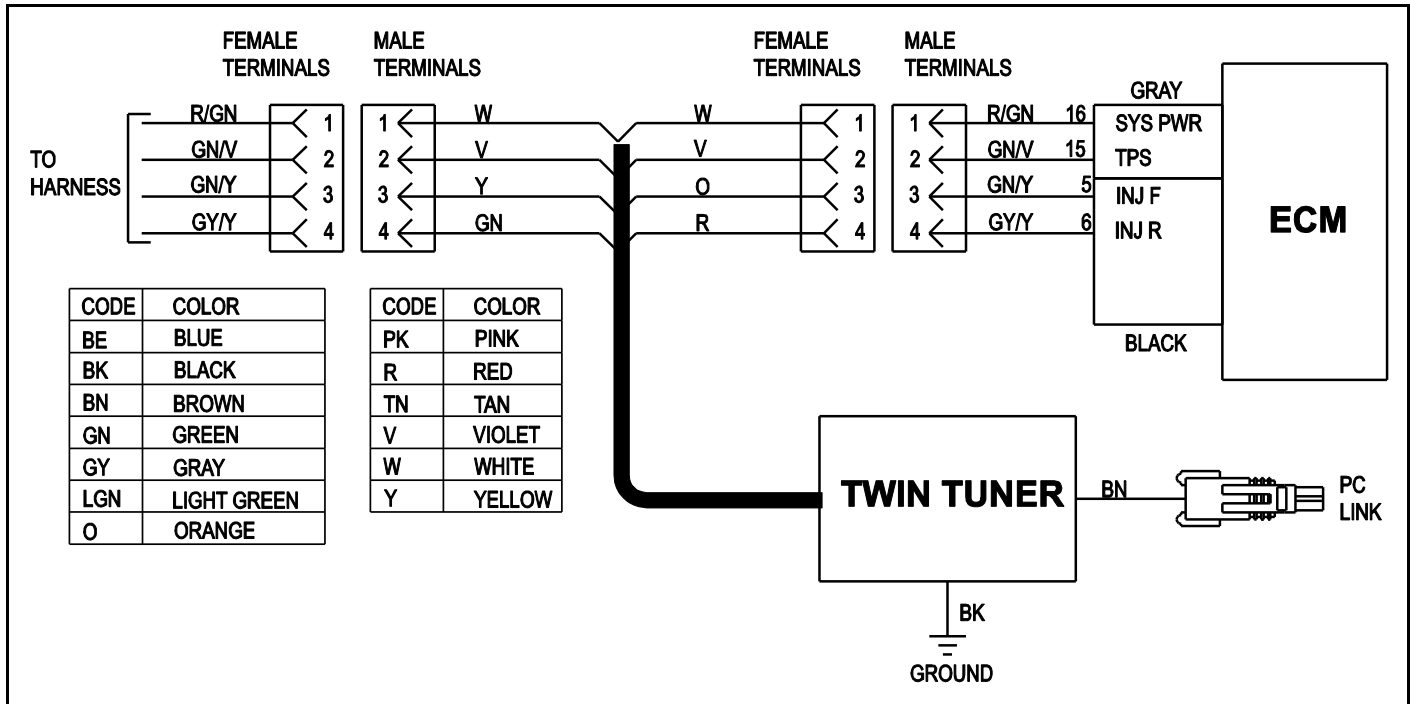 FEMALE TERMINALS
MALE TERMINALS
FEMALE TERMINALS
MALE TERMINALS
GRAY
TO HARNESS
R/GN 1 1 W W 1 1 R/GN 16 SYS PWR
GN/V 2 2 V V 2 2 GN/V 15 TPS
GN/Y 3 3 Y O 3 3 GN/Y 5 INJ F
GY/Y 4 4 GN R 4 4 GY/Y 6 INJ R
ECM
BLACK
CODE COLOR
BE BLUE
BK BLACK
BN BROWN
GN GREEN
GY GRAY
LGN LIGHT GREEN
O ORANGE
CODE COLOR
PK PINK
R RED
TN TAN
V VIOLET
W WHITE
Y YELLOW
TWIN TUNER
BN
PC LINK
BK
GROUND